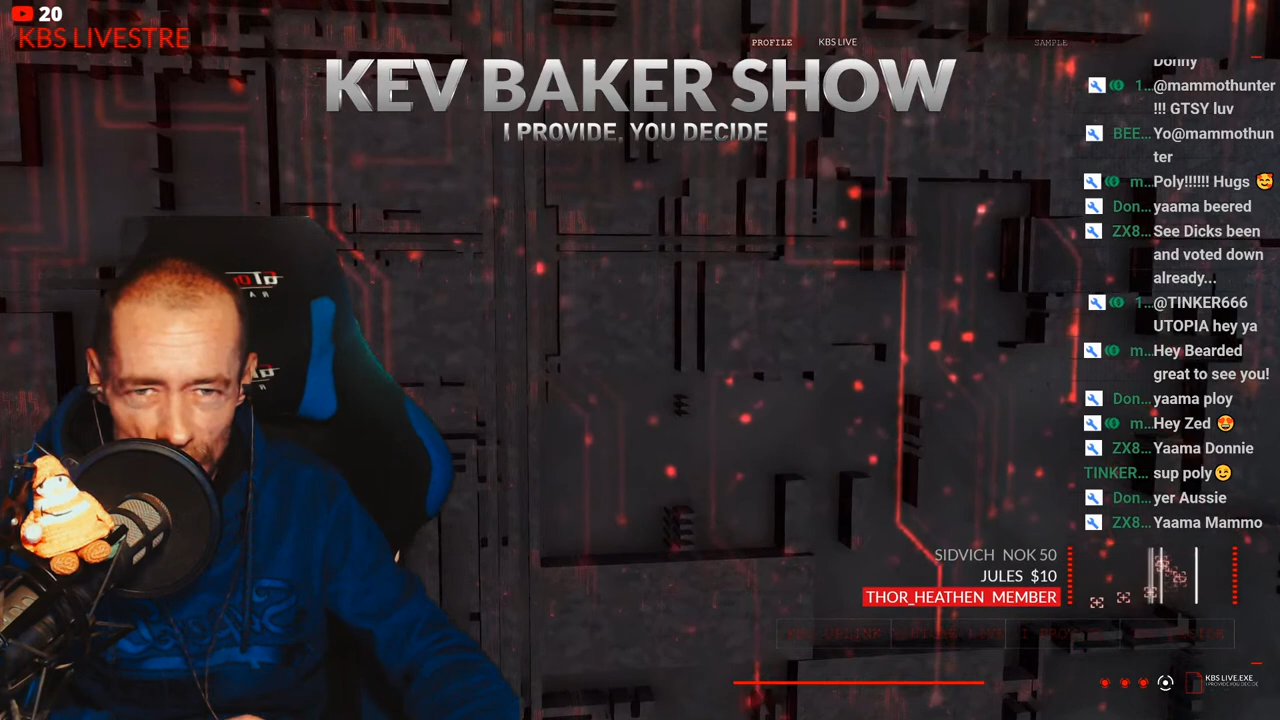 20
KBS LIVESTRE
PROFILE
KBS LIVE
SAMPLE
KEV BAKER SHOW
I PROVIDE. YOU DECIDE
Donny
1... @mammothunter
!!! GTSY luv
BEE... Yo@mammothun
ter
m... Poly!!!!!! Hugs 🥰
Don... yaama beered
ZX8... See Dicks been
and voted down
already...
1... @TINKER666
UTOPIA hey ya
m... Hey Bearded
great to see you!
Don... yaama ploy
m... Hey Zed 🤩
ZX8... Yaama Donnie
TINKER... sup poly 😉
Don... yer Aussie
ZX8... Yaama Mammo
SIDVICH NOK 50
JULES $10
THOR_HEATHEN MEMBER
KBS LIVE.EXE
I PROVIDE YOU DECIDE